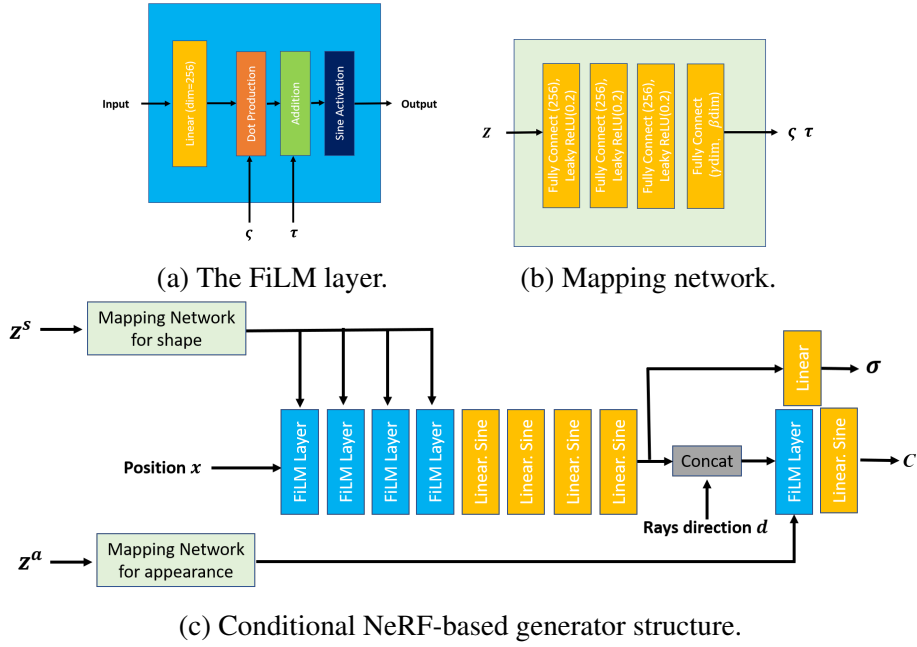 Input
Linear (dim=256)
Dot Production
Addition
Sine Activation
Output
ς
τ
(a) The FiLM layer.
z
Fully Connect (256),
Leaky ReLU(0.2)
Fully Connect (256),
Leaky ReLU(0.2)
Fully Connect (256),
Leaky ReLU(0.2)
Fully Connect
(γdim βdim)
ς τ
(b) Mapping network.
zˢ
Mapping Network
for shape
Position x
FiLM Layer
FiLM Layer
FiLM Layer
FiLM Layer
Linear. Sine
Linear. Sine
Linear. Sine
Linear. Sine
Concat
Rays direction d
Linear
σ
FiLM Layer
Linear. Sine
C
zᵃ
Mapping Network
for appearance
(c) Conditional NeRF-based generator structure.